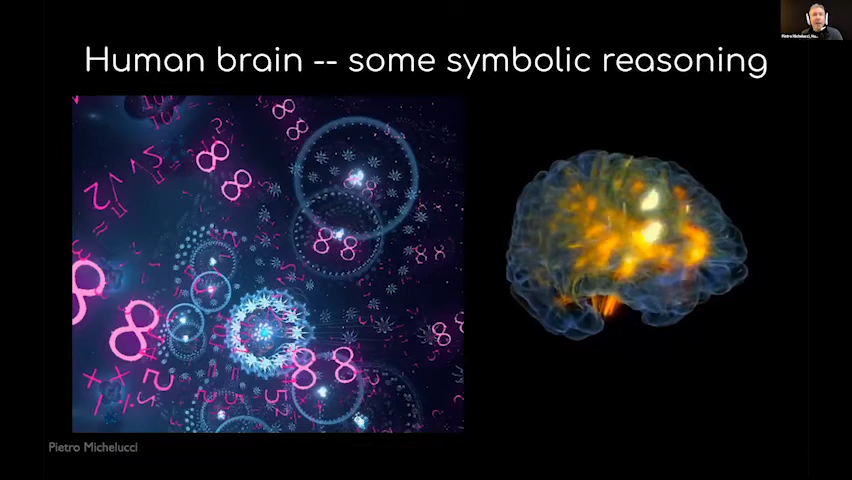 Human brain -- some symbolic reasoning
Pietro Michelucci